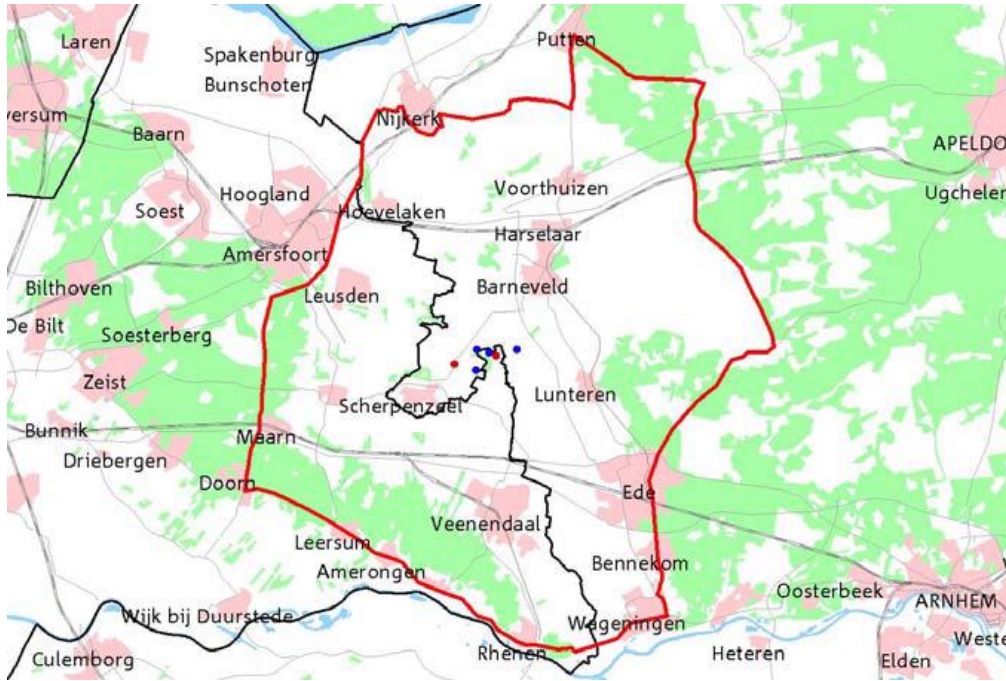 Laren
Spakenburg
Bunschoten
Putten
versum
Baarn
Nijkerk
APELDO
Hoogland
Voorthuizen
Ugchelen
Soest
Hoevelaken
Harselaar
Amersfoort
Bilthoven
Leusden
Barneveld
De Bilt
Soesterberg
Zeist
Scherpenzeel
Lunteren
Bunnik
Maarn
Driebergen
Doorn
Ede
Veenendaal
Leersum
Bennekom
Amerongen
Oosterbeek
ARNHEM
Wijk bij Duurstede
Wageningen
Weste
Culemborg
Rhenen
Heteren
Elden